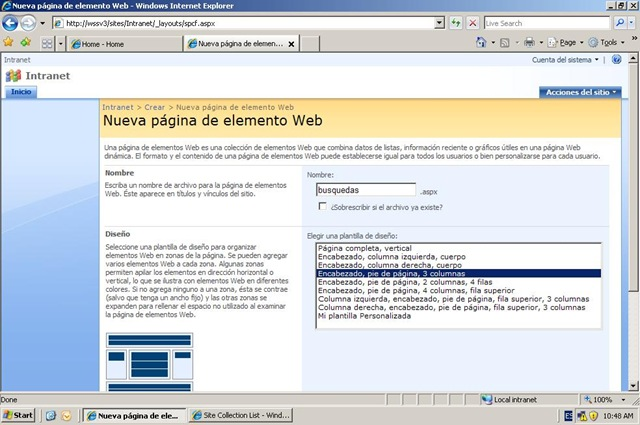 Nueva página de elemento Web - Windows Internet Explorer
http://wssv3/sites/Intranet/_layouts/spcf.aspx
Live Search
Home - Home
Nueva página de elemen...
Page
Tools
Intranet
Cuenta del sistema
Intranet
Inicio
Acciones del sitio
Intranet > Crear > Nueva página de elemento Web
Nueva página de elemento Web
Una página de elementos Web es una colección de elementos Web que combina datos de listas, información reciente o gráficos útiles en una página Web
dinámica. El formato y el contenido de una página de elementos Web puede establecerse igual para todos los usuarios o bien personalizarse para cada usuario.
Nombre
Escriba un nombre de archivo para la página de elementos
Web. Éste aparece en títulos y vínculos del sitio.
Nombre:
busquedas .aspx
¿Sobrescribir si el archivo ya existe?
Diseño
Seleccione una plantilla de diseño para organizar
elementos Web en zonas de la página. Se pueden agregar
varios elementos Web a cada zona. Algunas zonas
permiten apilar los elementos en dirección horizontal o
vertical, lo que se ilustra con elementos Web en diferentes
colores. Si no agrega ninguno a una zona, ésta se contrae
(salvo que tenga un ancho fijo) y las otras zonas se
expanden para rellenar el espacio no utilizado al examinar
la página de elementos Web.
Elegir una plantilla de diseño:
Página completa, vertical
Encabezado, columna izquierda, cuerpo
Encabezado, columna derecha, cuerpo
Encabezado, pie de página, 3 columnas
Encabezado, pie de página, 2 columnas, 4 filas
Encabezado, pie de página, 4 columnas, fila superior
Columna izquierda, encabezado, pie de página, fila superior, 3 columnas
Columna derecha, encabezado, pie de página, fila superior, 3 columnas
Mi plantilla Personalizada
Done
Local intranet
100%
Start
Nueva página de ele...
Site Collection List - Wind...
ES
10:48 AM